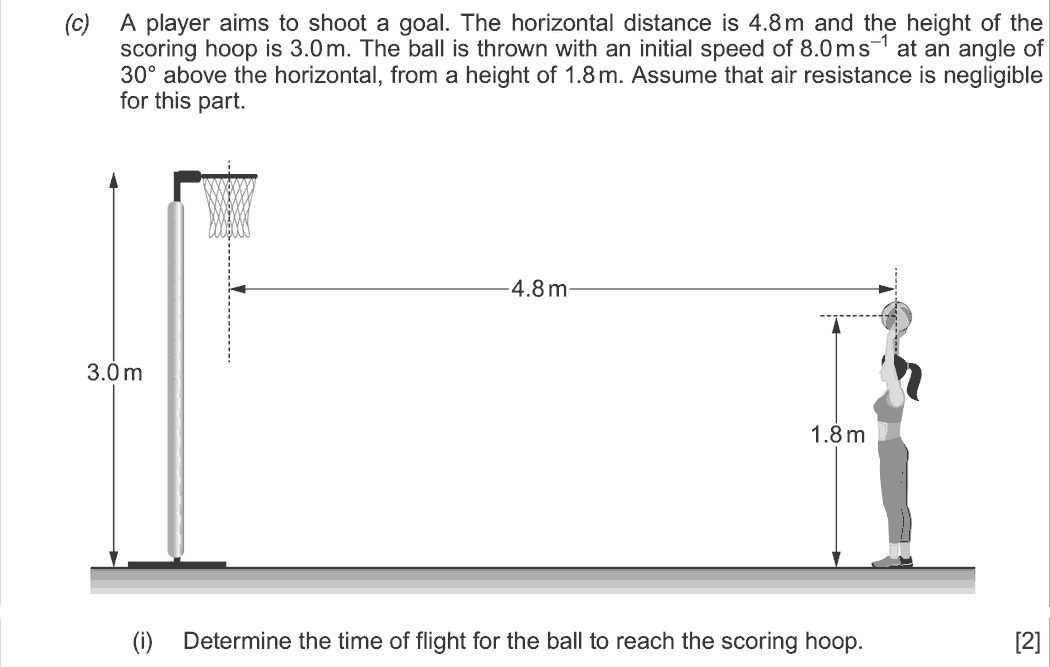 (c) A player aims to shoot a goal. The horizontal distance is 4.8 m and the height of the
scoring hoop is 3.0 m. The ball is thrown with an initial speed of 8.0 m s⁻¹ at an angle of
30° above the horizontal, from a height of 1.8 m. Assume that air resistance is negligible
for this part.
4.8 m
3.0 m
1.8 m
(i) Determine the time of flight for the ball to reach the scoring hoop. [2]